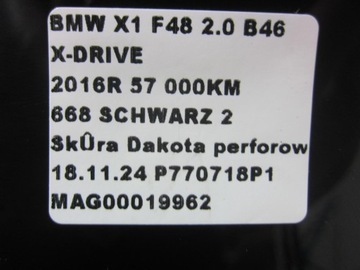 BMW X1 F48 2.0 B46
X-DRIVE
2016R 57 000KM
668 SCHWARZ 2
SkÛra Dakota perforow
18.11.24 P770718P1
MAG00019962